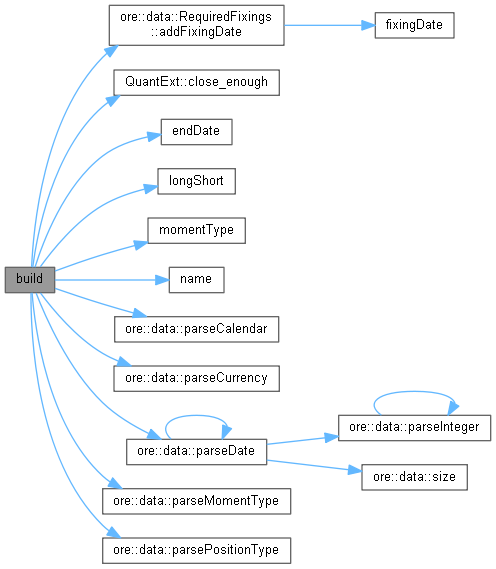 ore::data::RequiredFixings
::addFixingDate
fixingDate
QuantExt::close_enough
endDate
longShort
momentType
build
name
ore::data::parseCalendar
ore::data::parseCurrency
ore::data::parseInteger
ore::data::parseDate
ore::data::size
ore::data::parseMomentType
ore::data::parsePositionType